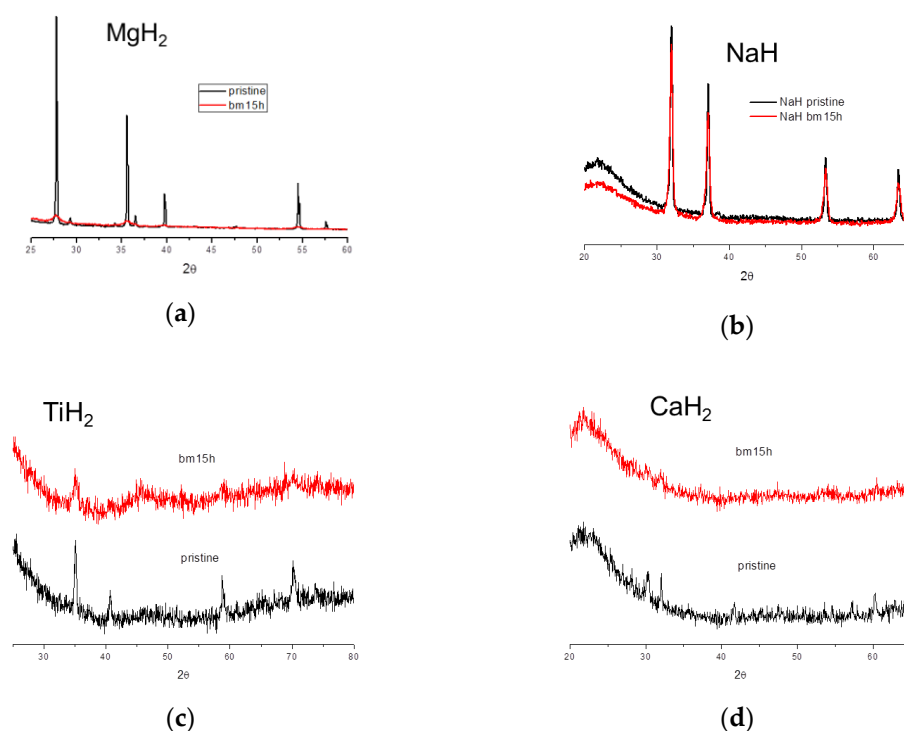 MgH₂
pristine
bm15h
25 30 35 40 45 50 55 60
2θ
(a)
NaH
NaH pristine
NaH bm15h
20 30 40 50 60
2θ
(b)
TiH₂
bm15h
pristine
30 40 50 60 70 80
2θ
(c)
CaH₂
bm15h
pristine
20 30 40 50 60
2θ
(d)